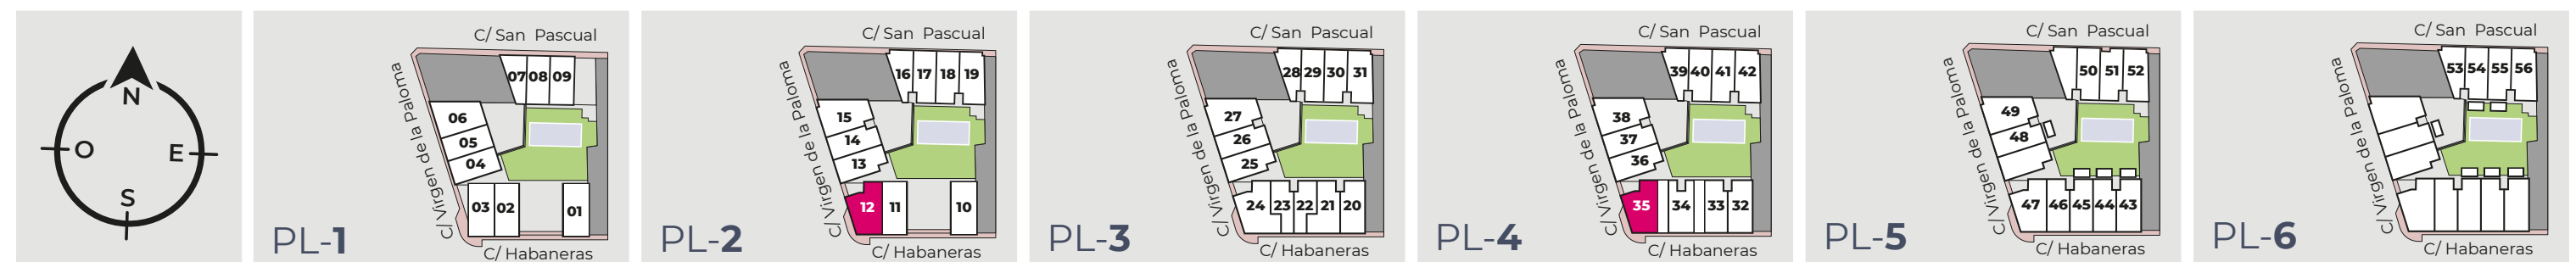 N
O
E
S
C/ San Pascual
C/Virgen de la Paloma
07 08 09
06
05
04
03 02
01
PL-1
C/ Habaneras
C/ San Pascual
C/Virgen de la Paloma
16 17 18 19
15
14
13
12 11
10
PL-2
C/ Habaneras
C/ San Pascual
C/Virgen de la Paloma
28 29 30 31
27
26
25
24 23 22 21 20
PL-3
C/ Habaneras
C/ San Pascual
C/Virgen de la Paloma
39 40 41 42
38
37
36
35 34 33 32
PL-4
C/ Habaneras
C/ San Pascual
C/Virgen de la Paloma
50 51 52
49
48
47 46 45 44 43
PL-5
C/ Habaneras
C/ San Pascual
C/Virgen de la Paloma
53 54 55 56
PL-6
C/ Habaneras